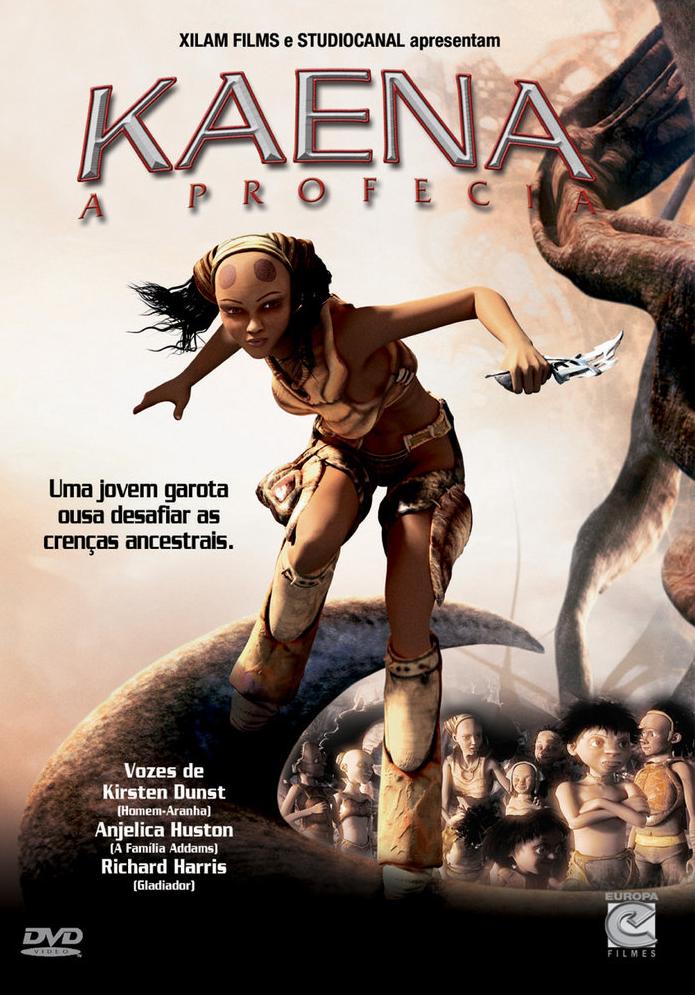 XILAM FILMS e STUDIOCANAL apresentam
KAENA
A PROFECIA
Uma jovem garota
ousa desafiar as
crenças ancestrais.
Vozes de
Kirsten Dunst
(Homem-Aranha)
Anjelica Huston
(A Família Addams)
Richard Harris
(Gladiador)
DVD
VIDEO
EUROPA
FILMES